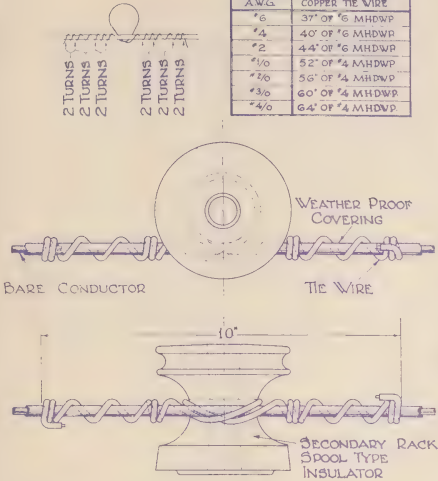 A.W.G. COPPER TIE WIRE
#6 37" OF #6 MHDWP
#4 40" OF #6 MHDWP
#2 44" OF #6 MHDWP
#1/0 52" OF #4 MHDWP
#2/0 56" OF #4 MHDWP
#3/0 60" OF #4 MHDWP
#4/0 64" OF #4 MHDWP
2 TURNS
2 TURNS
2 TURNS
2 TURNS
2 TURNS
2 TURNS
WEATHER PROOF
COVERING
BARE CONDUCTOR
TIE WIRE
10"
SECONDARY RACK
SPOOL TYPE
INSULATOR